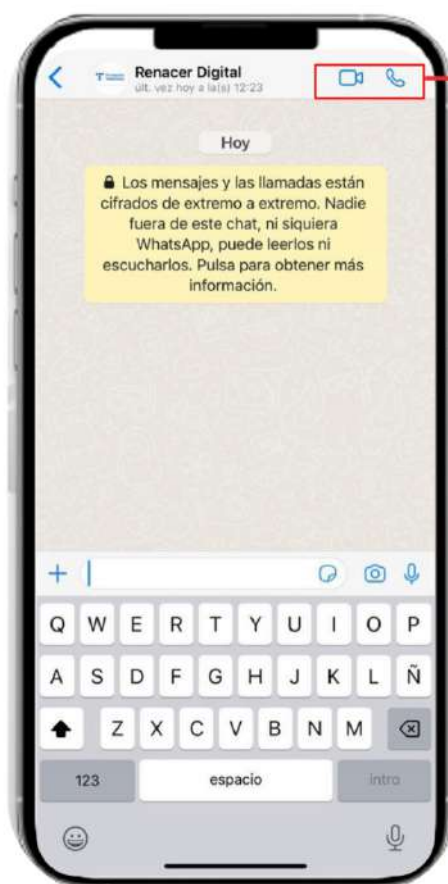 Renacer Digital
últ. vez hoy a la(s) 12:23
Hoy
Los mensajes y las llamadas están
cifrados de extremo a extremo. Nadie
fuera de este chat, ni siquiera
WhatsApp, puede leerlos ni
escucharlos. Pulsa para obtener más
información.
Q W E R T Y U I O P
A S D F G H J K L Ñ
Z X C V B N M
123 espacio intro